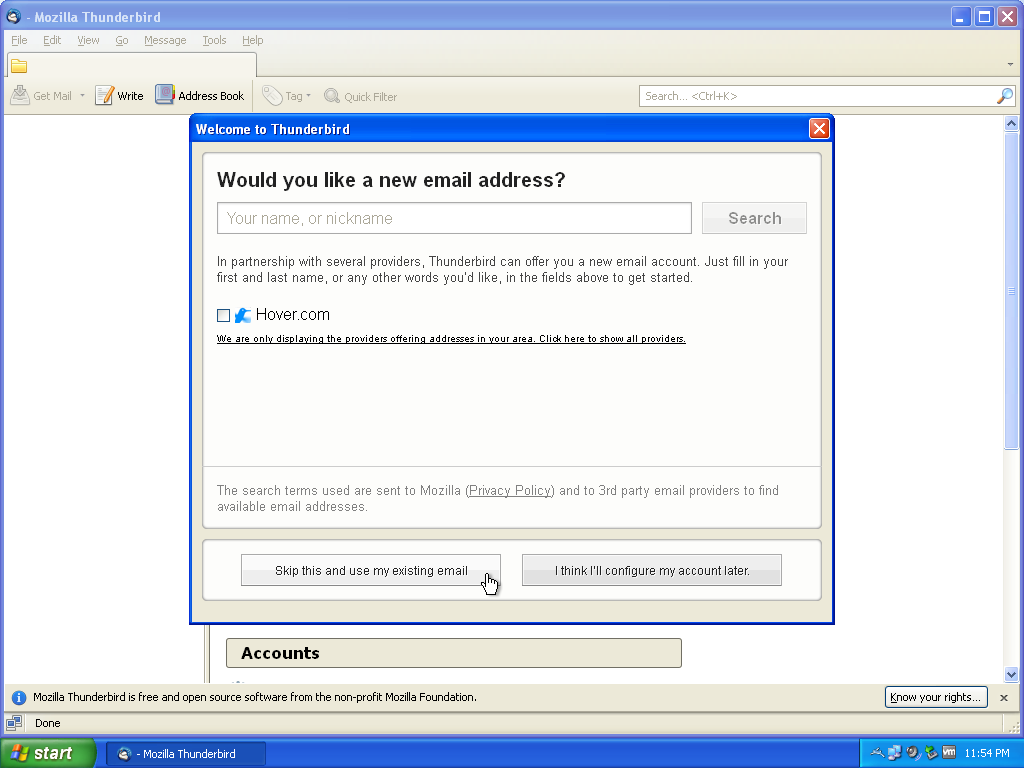 - Mozilla Thunderbird
File Edit View Go Message Tools Help
Get Mail Write Address Book Tag Quick Filter Search... <Ctrl+K>
Welcome to Thunderbird
Would you like a new email address?
Your name, or nickname Search
In partnership with several providers, Thunderbird can offer you a new email account. Just fill in your
first and last name, or any other words you'd like, in the fields above to get started.
Hover.com
We are only displaying the providers offering addresses in your area. Click here to show all providers.
The search terms used are sent to Mozilla (Privacy Policy) and to 3rd party email providers to find
available email addresses.
Skip this and use my existing email I think I'll configure my account later.
Accounts
Mozilla Thunderbird is free and open source software from the non-profit Mozilla Foundation. Know your rights...
Done
start - Mozilla Thunderbird vm 11:54 PM